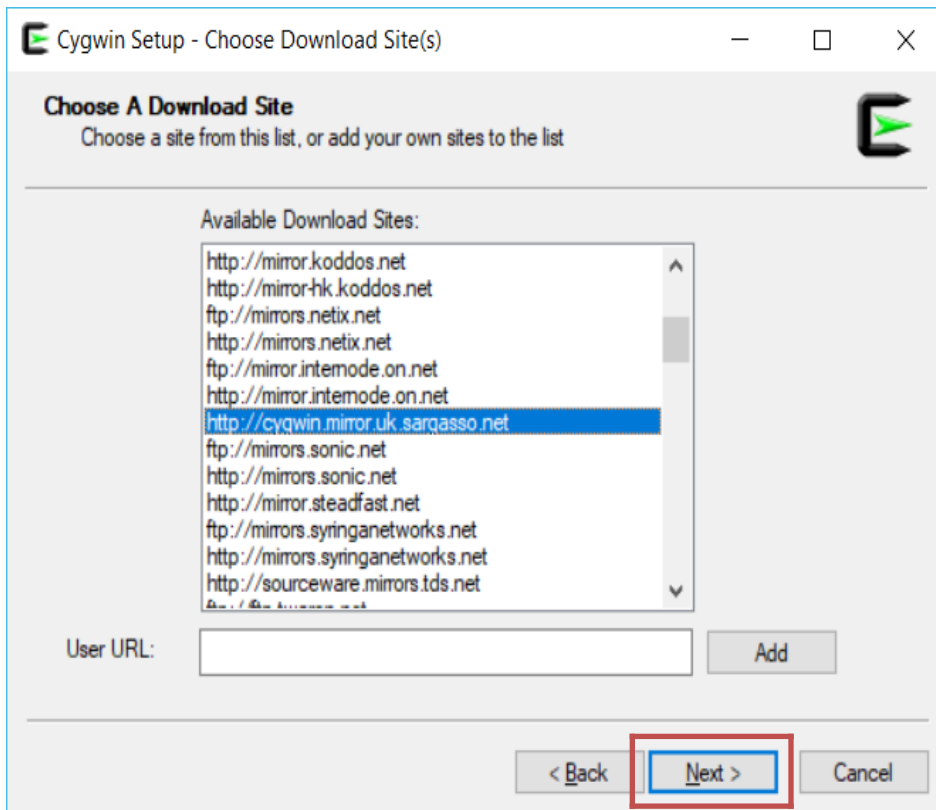 Cygwin Setup - Choose Download Site(s)
Choose A Download Site
Choose a site from this list, or add your own sites to the list
Available Download Sites:
http://mirror.koddos.net
http://mirror-hk.koddos.net
ftp://mirrors.netix.net
http://mirrors.netix.net
ftp://mirror.internode.on.net
http://mirror.internode.on.net
http://cygwin.mirror.uk.sargasso.net
ftp://mirrors.sonic.net
http://mirrors.sonic.net
http://mirror.steadfast.net
ftp://mirrors.syringanetworks.net
http://mirrors.syringanetworks.net
http://sourceware.mirrors.tds.net
User URL:
Add
< Back
Next >
Cancel